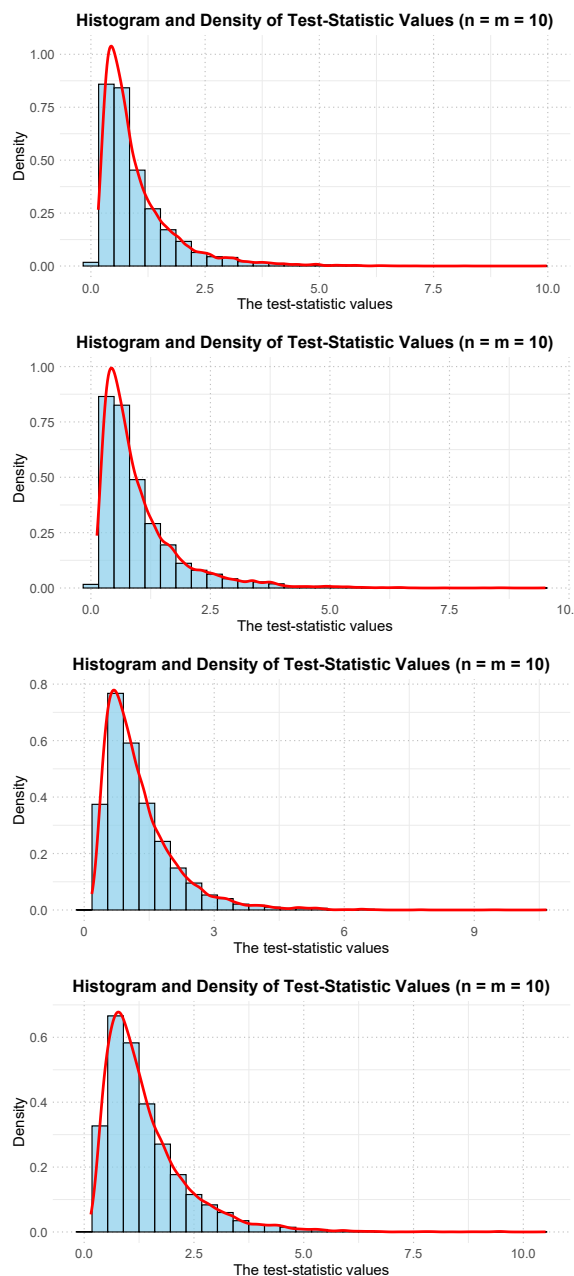 Histogram and Density of Test-Statistic Values (n = m = 10)
1.00
0.75
0.50
0.25
0.00
Density
0.0 2.5 5.0 7.5 10.0
The test-statistic values
Histogram and Density of Test-Statistic Values (n = m = 10)
1.00
0.75
0.50
0.25
0.00
Density
0.0 2.5 5.0 7.5 10.
The test-statistic values
Histogram and Density of Test-Statistic Values (n = m = 10)
0.8
0.6
0.4
0.2
0.0
Density
0 3 6 9
The test-statistic values
Histogram and Density of Test-Statistic Values (n = m = 10)
0.6
0.4
0.2
0.0
Density
0.0 2.5 5.0 7.5 10.0
The test-statistic values